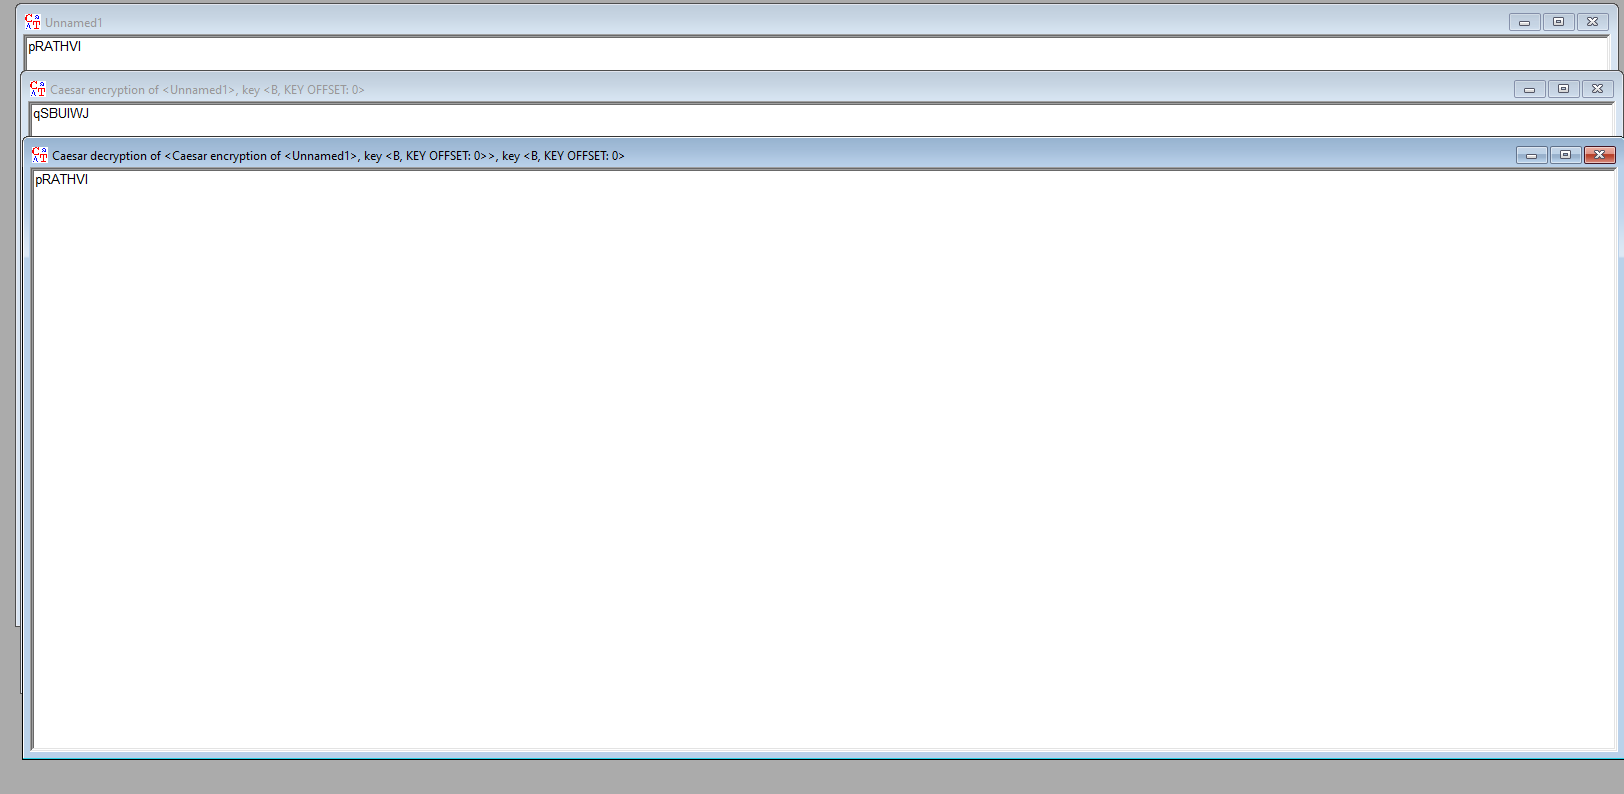 Unnamed1
pRATHVI
Caesar encryption of <Unnamed1>, key <B, KEY OFFSET: 0>
qSBUIWJ
Caesar decryption of <Caesar encryption of <Unnamed1>, key <B, KEY OFFSET: 0>>, key <B, KEY OFFSET: 0>
pRATHVI